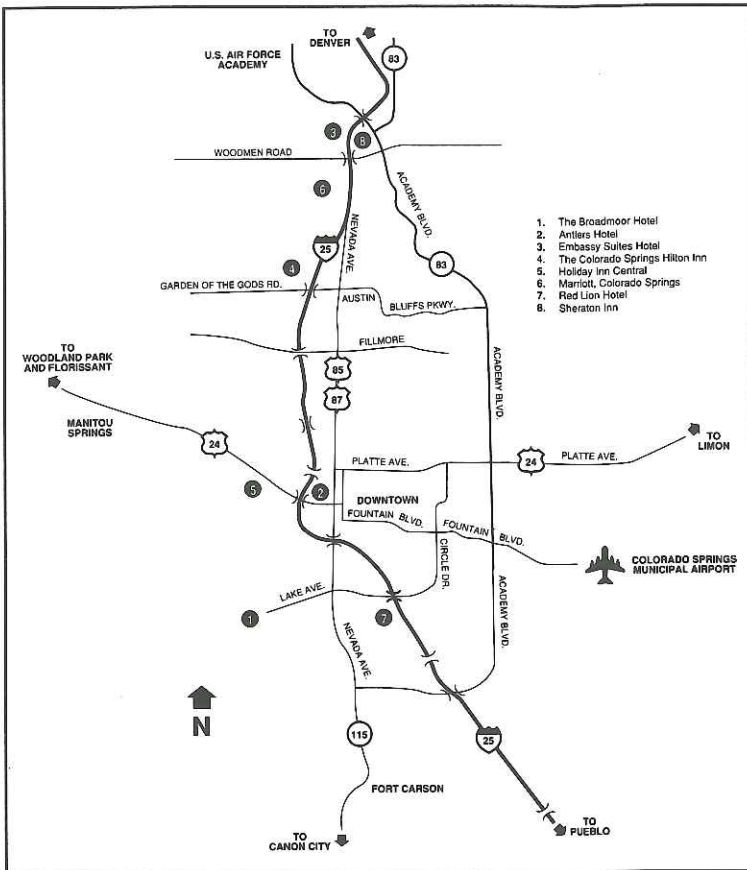 TO
DENVER
83
U.S. AIR FORCE
ACADEMY
3
8
WOODMEN ROAD
6
ACADEMY BLVD.
NEVADA AVE.
25
83
1. The Broadmoor Hotel
2. Antlers Hotel
3. Embassy Suites Hotel
4. The Colorado Springs Hilton Inn
5. Holiday Inn Central
6. Marriott, Colorado Springs
7. Red Lion Hotel
8. Sheraton Inn
4
GARDEN OF THE GODS RD.
AUSTIN
BLUFFS PKWY.
FILLMORE
TO
WOODLAND PARK
AND FLORISSANT
85
87
ACADEMY BLVD.
MANITOU
SPRINGS
24
TO
LIMON
PLATTE AVE.
24
PLATTE AVE.
5
2
DOWNTOWN
FOUNTAIN BLVD.
FOUNTAIN BLVD.
CIRCLE DR.
COLORADO SPRINGS
MUNICIPAL AIRPORT
LAKE AVE.
1
7
ACADEMY BLVD.
NEVADA AVE.
N
115
25
FORT CARSON
TO
CANON CITY
TO
PUEBLO